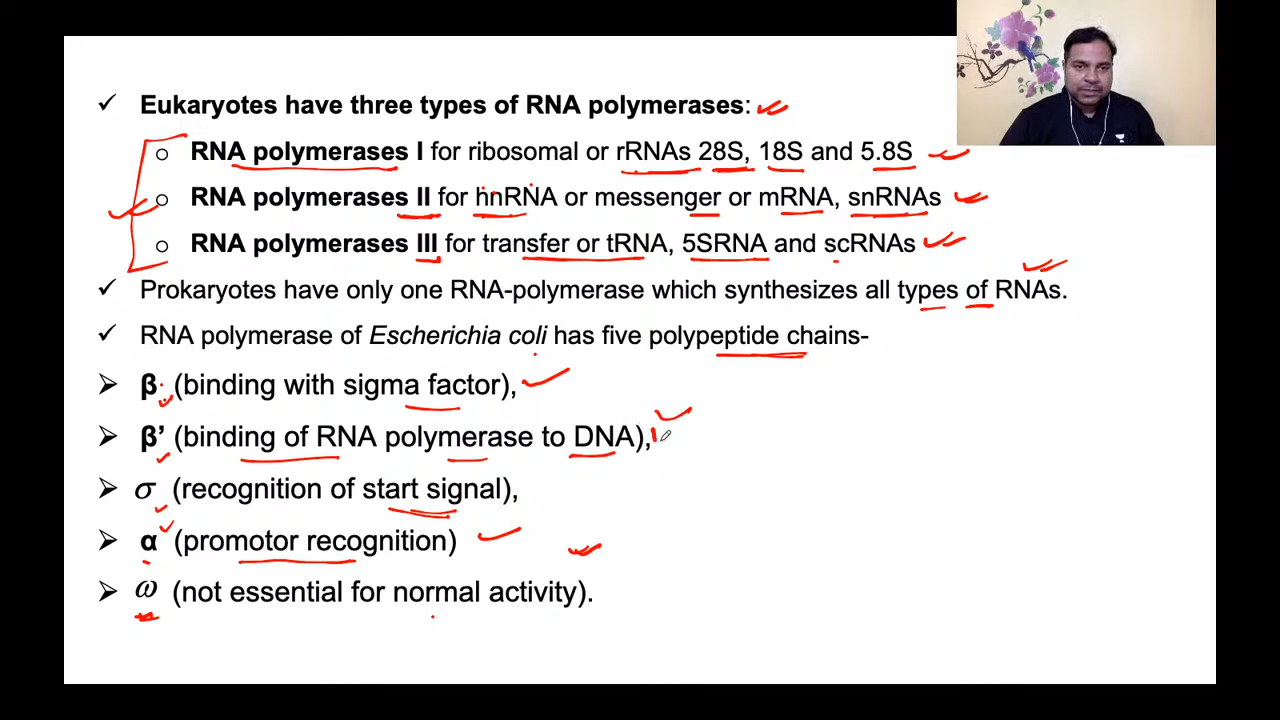 ✓ Eukaryotes have three types of RNA polymerases:
o RNA polymerases I for ribosomal or rRNAs 28S, 18S and 5.8S
o RNA polymerases II for hnRNA or messenger or mRNA, snRNAs
o RNA polymerases III for transfer or tRNA, 5SRNA and scRNAs
✓ Prokaryotes have only one RNA-polymerase which synthesizes all types of RNAs.
✓ RNA polymerase of Escherichia coli has five polypeptide chains-
➢ β (binding with sigma factor),
➢ β’ (binding of RNA polymerase to DNA),
➢ σ (recognition of start signal),
➢ α (promotor recognition)
➢ ω (not essential for normal activity).